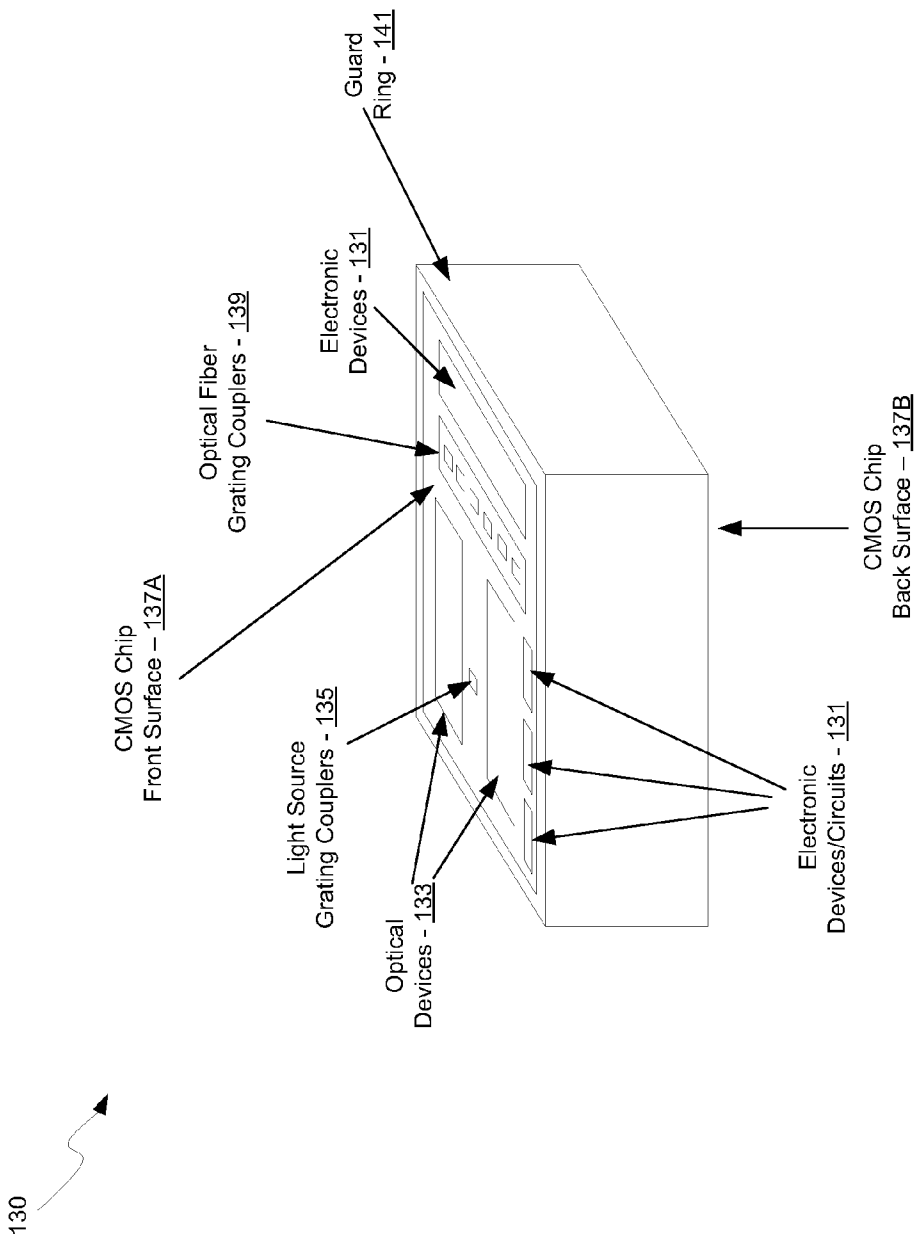 130
CMOS Chip
Front Surface – 137A
Optical Fiber
Grating Couplers - 139
Guard
Ring - 141
Light Source
Grating Couplers - 135
Electronic
Devices - 131
Optical
Devices - 133
Electronic
Devices/Circuits - 131
CMOS Chip
Back Surface – 137B